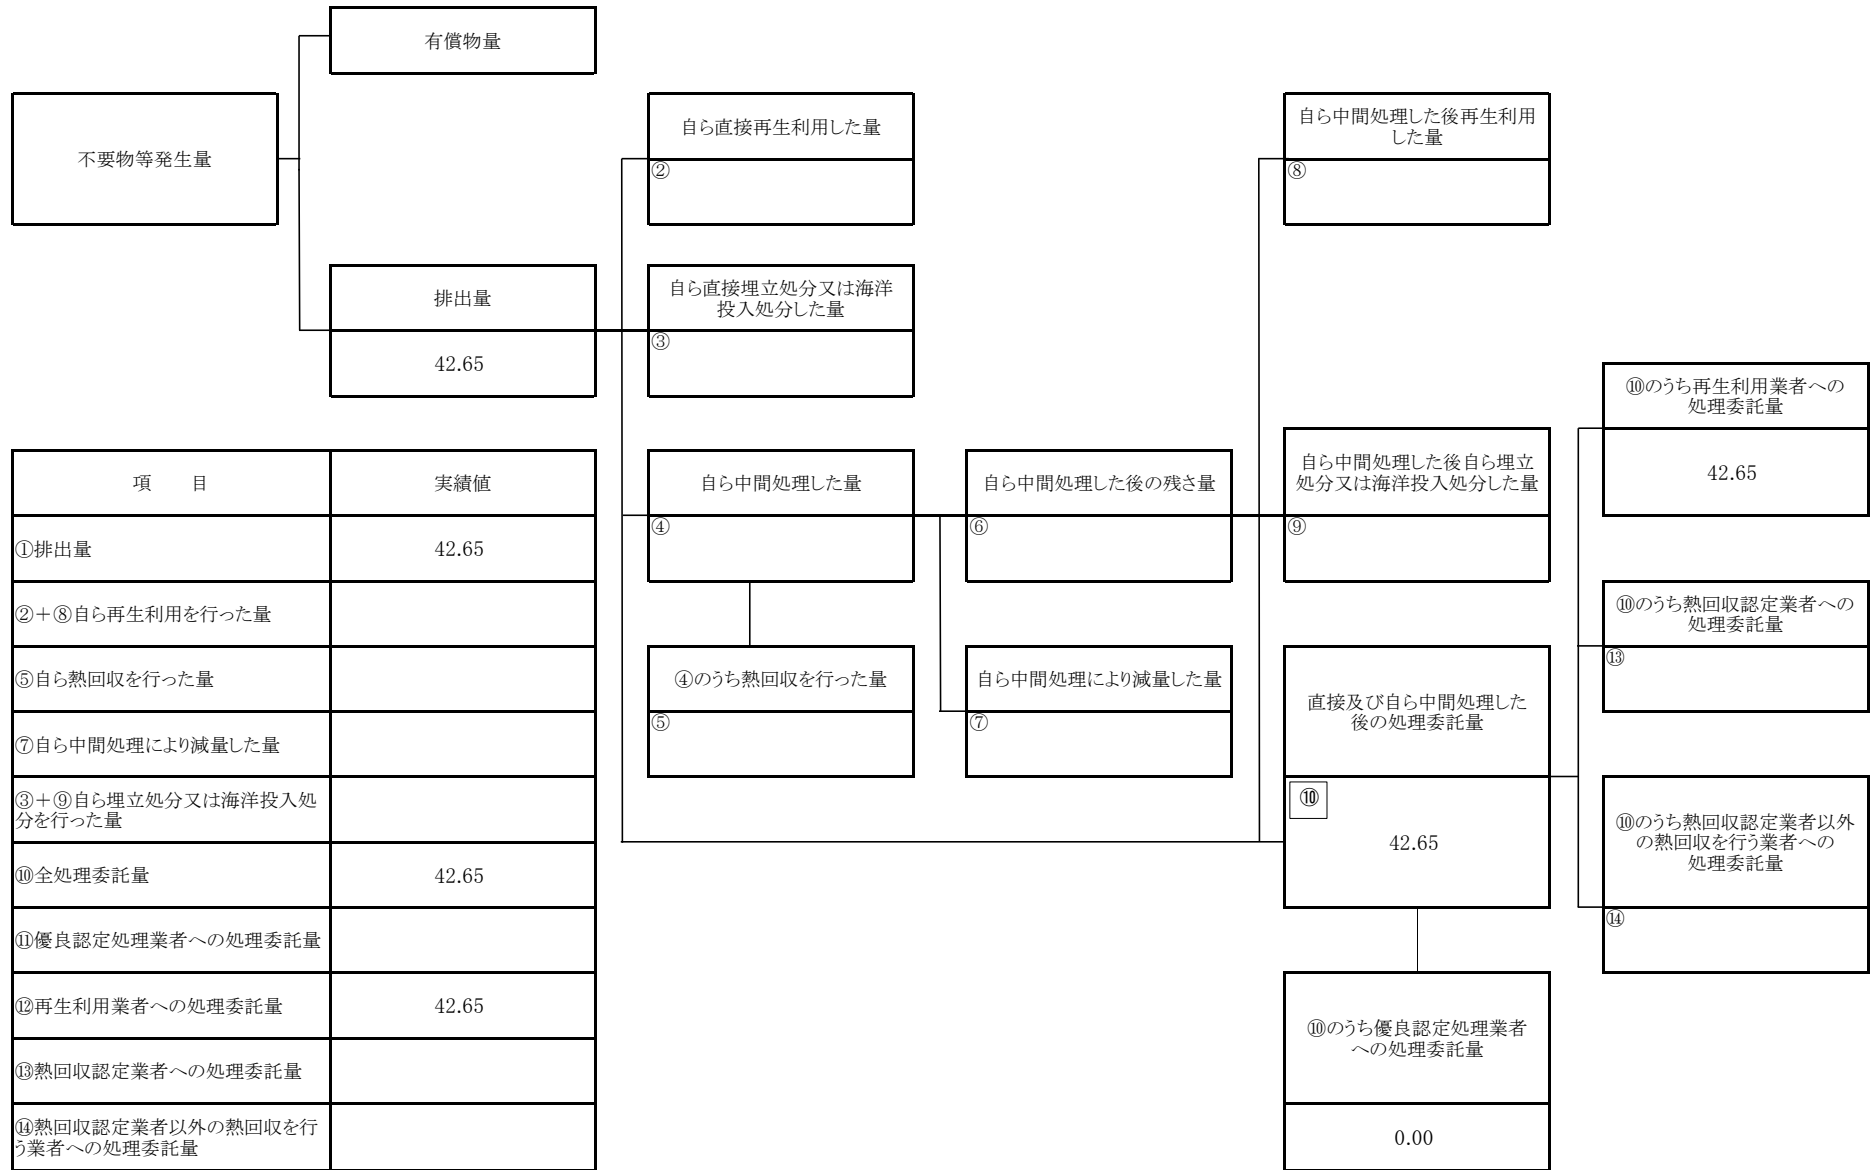 有償物量
不要物等発生量
自ら直接再生利用した量
②
自ら中間処理した後再生利用
した量
⑧
排出量
42.65
自ら直接埋立処分又は海洋
投入処分した量
③
項　目 実績値
①排出量 42.65
②＋⑧自ら再生利用を行った量
⑤自ら熱回収を行った量
⑦自ら中間処理により減量した量
③＋⑨自ら埋立処分又は海洋投入処
分を行った量
⑩全処理委託量 42.65
⑪優良認定処理業者への処理委託量
⑫再生利用業者への処理委託量 42.65
⑬熱回収認定業者への処理委託量
⑭熱回収認定業者以外の熱回収を行
う業者への処理委託量
自ら中間処理した量
④
④のうち熱回収を行った量
⑤
自ら中間処理した後の残さ量
⑥
自ら中間処理により減量した量
⑦
自ら中間処理した後自ら埋立
処分又は海洋投入処分した量
⑨
直接及び自ら中間処理した
後の処理委託量
⑩
42.65
⑩のうち優良認定処理業者
への処理委託量
0.00
⑩のうち再生利用業者への
処理委託量
42.65
⑩のうち熱回収認定業者への
処理委託量
⑬
⑩のうち熱回収認定業者以外
の熱回収を行う業者への
処理委託量
⑭